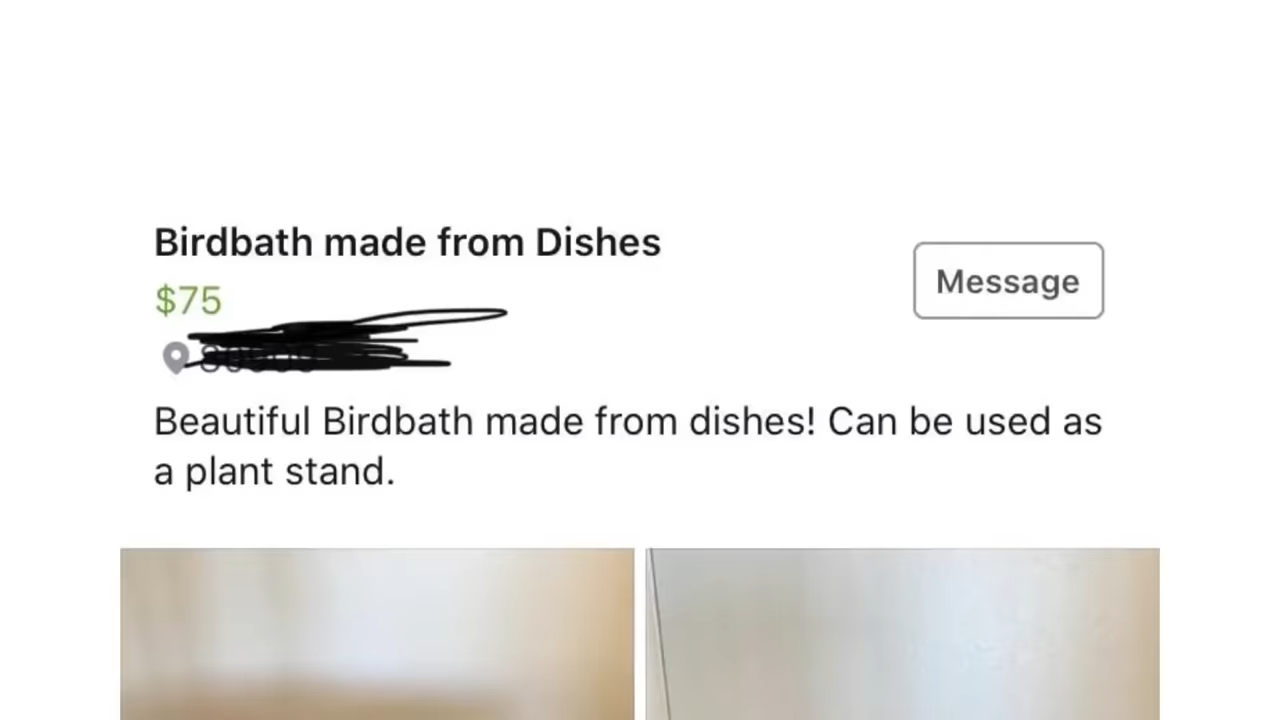 Birdbath made from Dishes
Message
$75
Beautiful Birdbath made from dishes! Can be used as
a plant stand.